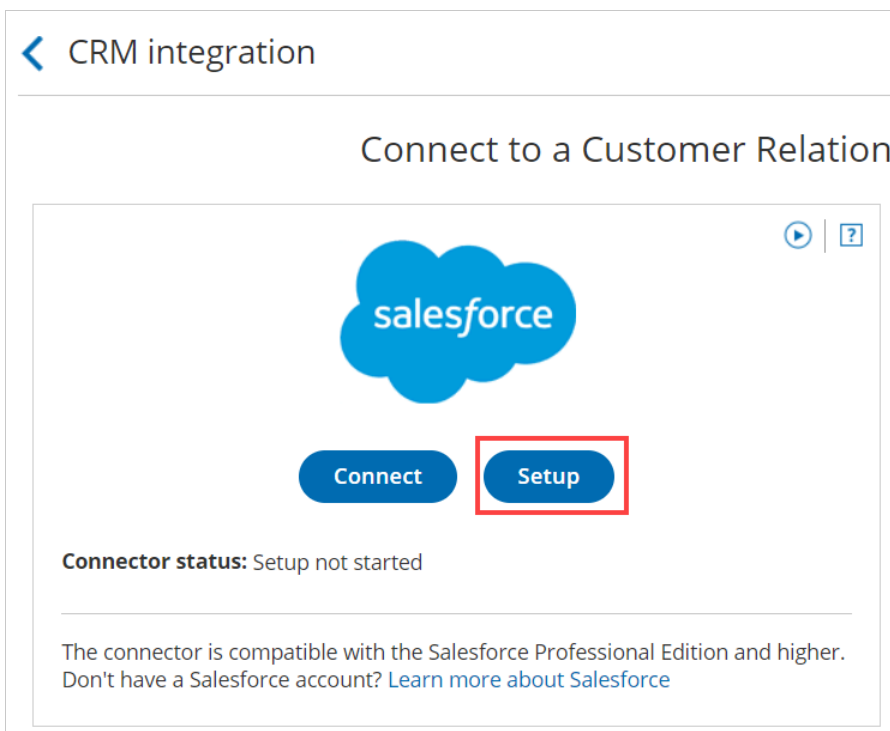 CRM integration
Connect to a Customer Relation
?
salesforce
Connect Setup
Connector status: Setup not started
The connector is compatible with the Salesforce Professional Edition and higher.
Don't have a Salesforce account? Learn more about Salesforce